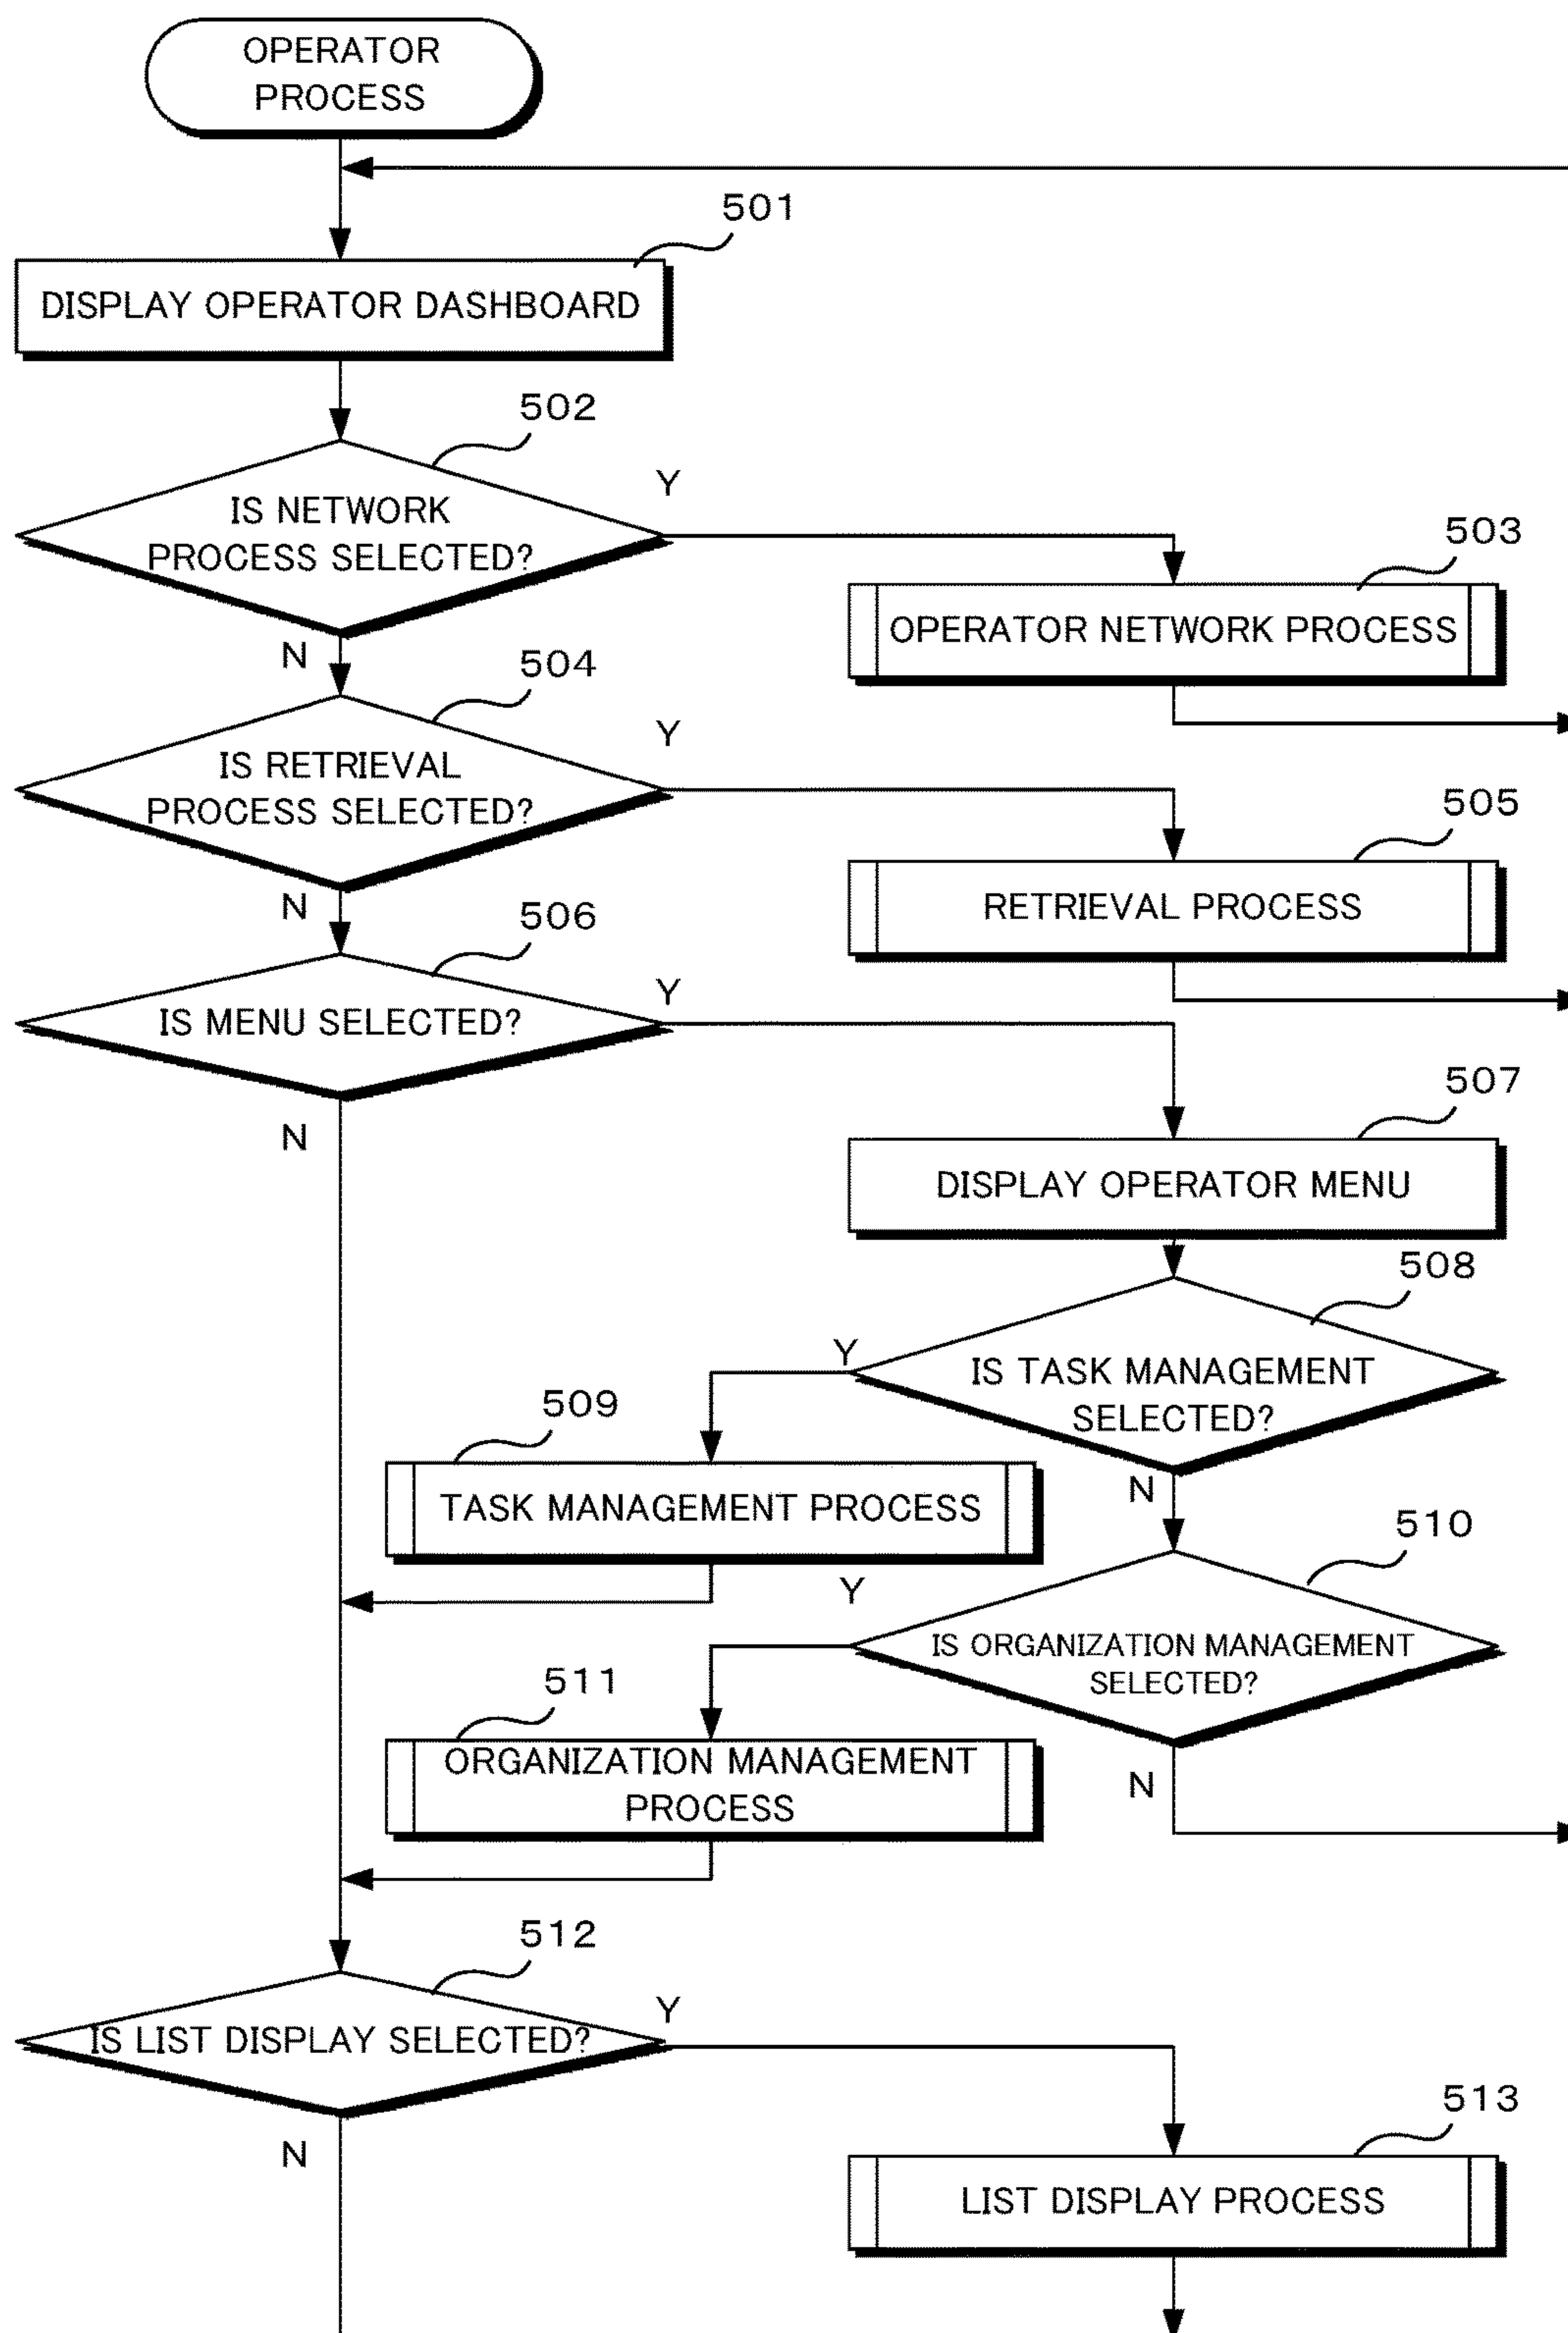 OPERATOR
PROCESS
501
DISPLAY OPERATOR DASHBOARD
502
IS NETWORK
PROCESS SELECTED?
Y
N
503
OPERATOR NETWORK PROCESS
504
IS RETRIEVAL
PROCESS SELECTED?
Y
N
505
RETRIEVAL PROCESS
506
IS MENU SELECTED?
Y
N
507
DISPLAY OPERATOR MENU
508
IS TASK MANAGEMENT
SELECTED?
Y
N
509
TASK MANAGEMENT PROCESS
510
IS ORGANIZATION MANAGEMENT
SELECTED?
Y
N
511
ORGANIZATION MANAGEMENT
PROCESS
512
IS LIST DISPLAY SELECTED?
Y
N
513
LIST DISPLAY PROCESS